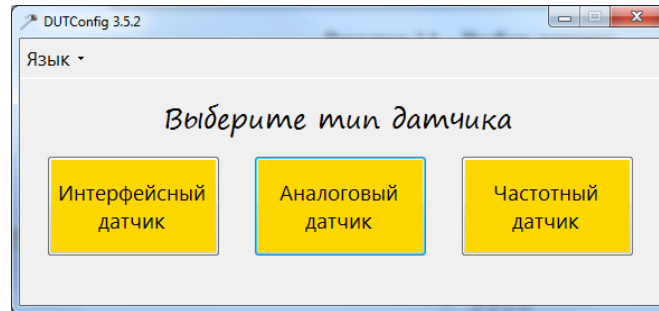 DUTConfig 3.5.2
Язык
Выберите тип датчика
Интерфейсный
датчик
Аналоговый
датчик
Частотный
датчик